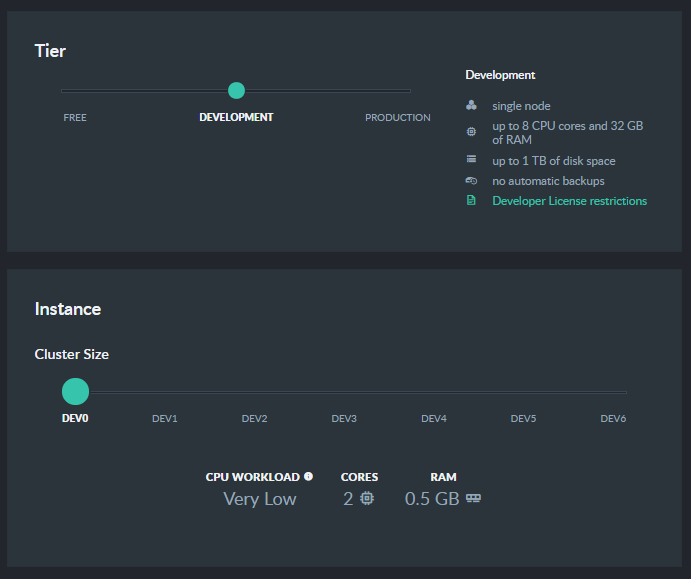 Tier
FREE
DEVELOPMENT
PRODUCTION
Development
single node
up to 8 CPU cores and 32 GB
of RAM
up to 1 TB of disk space
no automatic backups
Developer License restrictions
Instance
Cluster Size
DEV0 DEV1 DEV2 DEV3 DEV4 DEV5 DEV6
CPU WORKLOAD CORES RAM
Very Low 2 0.5 GB